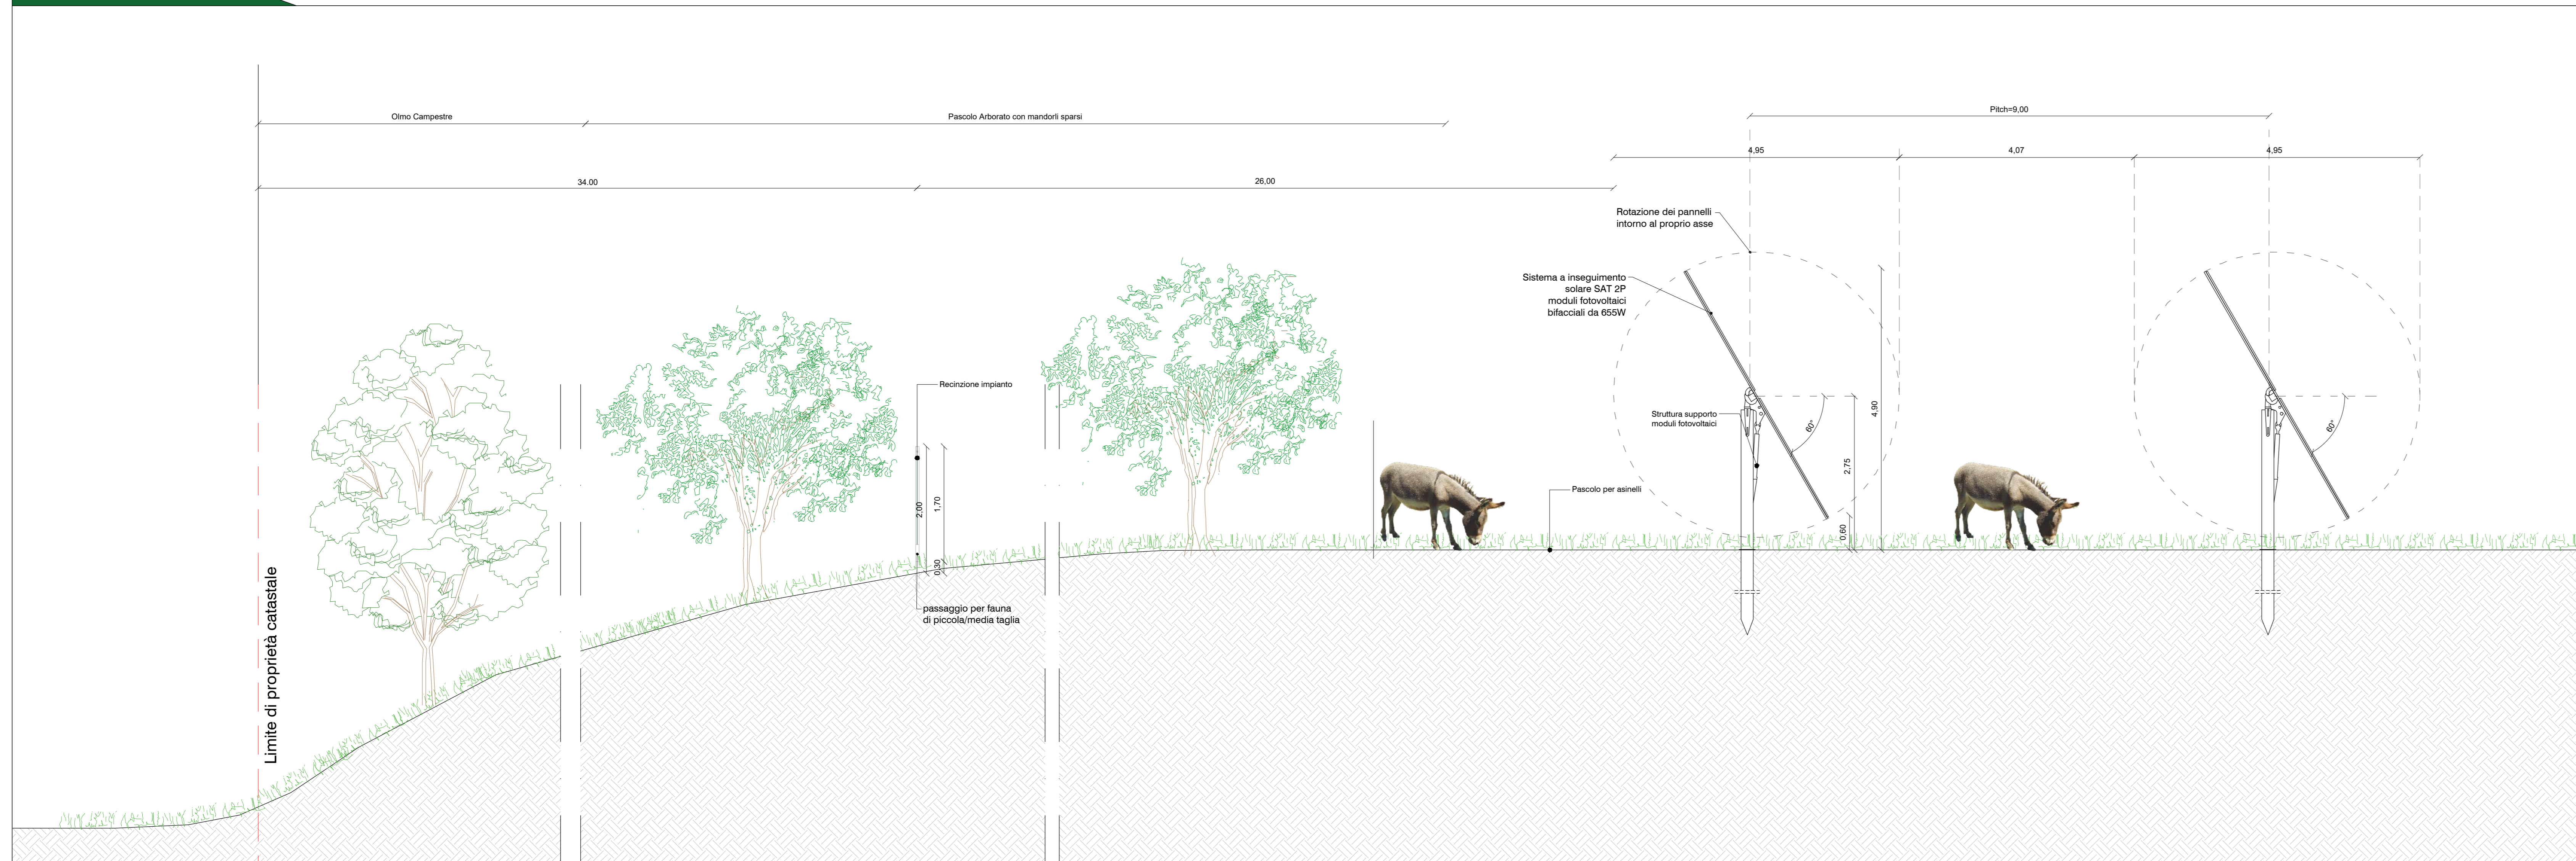 Olmo Campestre
Pascolo Arborato con mandorli sparsi
Pitch=9,00
4,95
4,07
4,95
34.00
26,00
Rotazione dei pannelli
intorno al proprio asse
Sistema a inseguimento
solare SAT 2P
moduli fotovoltaici
bifacciali da 655W
Recinzione impianto
Struttura supporto
moduli fotovoltaici
60°
4,90
2,75
0,60
60°
Pascolo per asinelli
2,00
1,70
0,30
passaggio per fauna
di piccola/media taglia
Limite di proprietà catastale